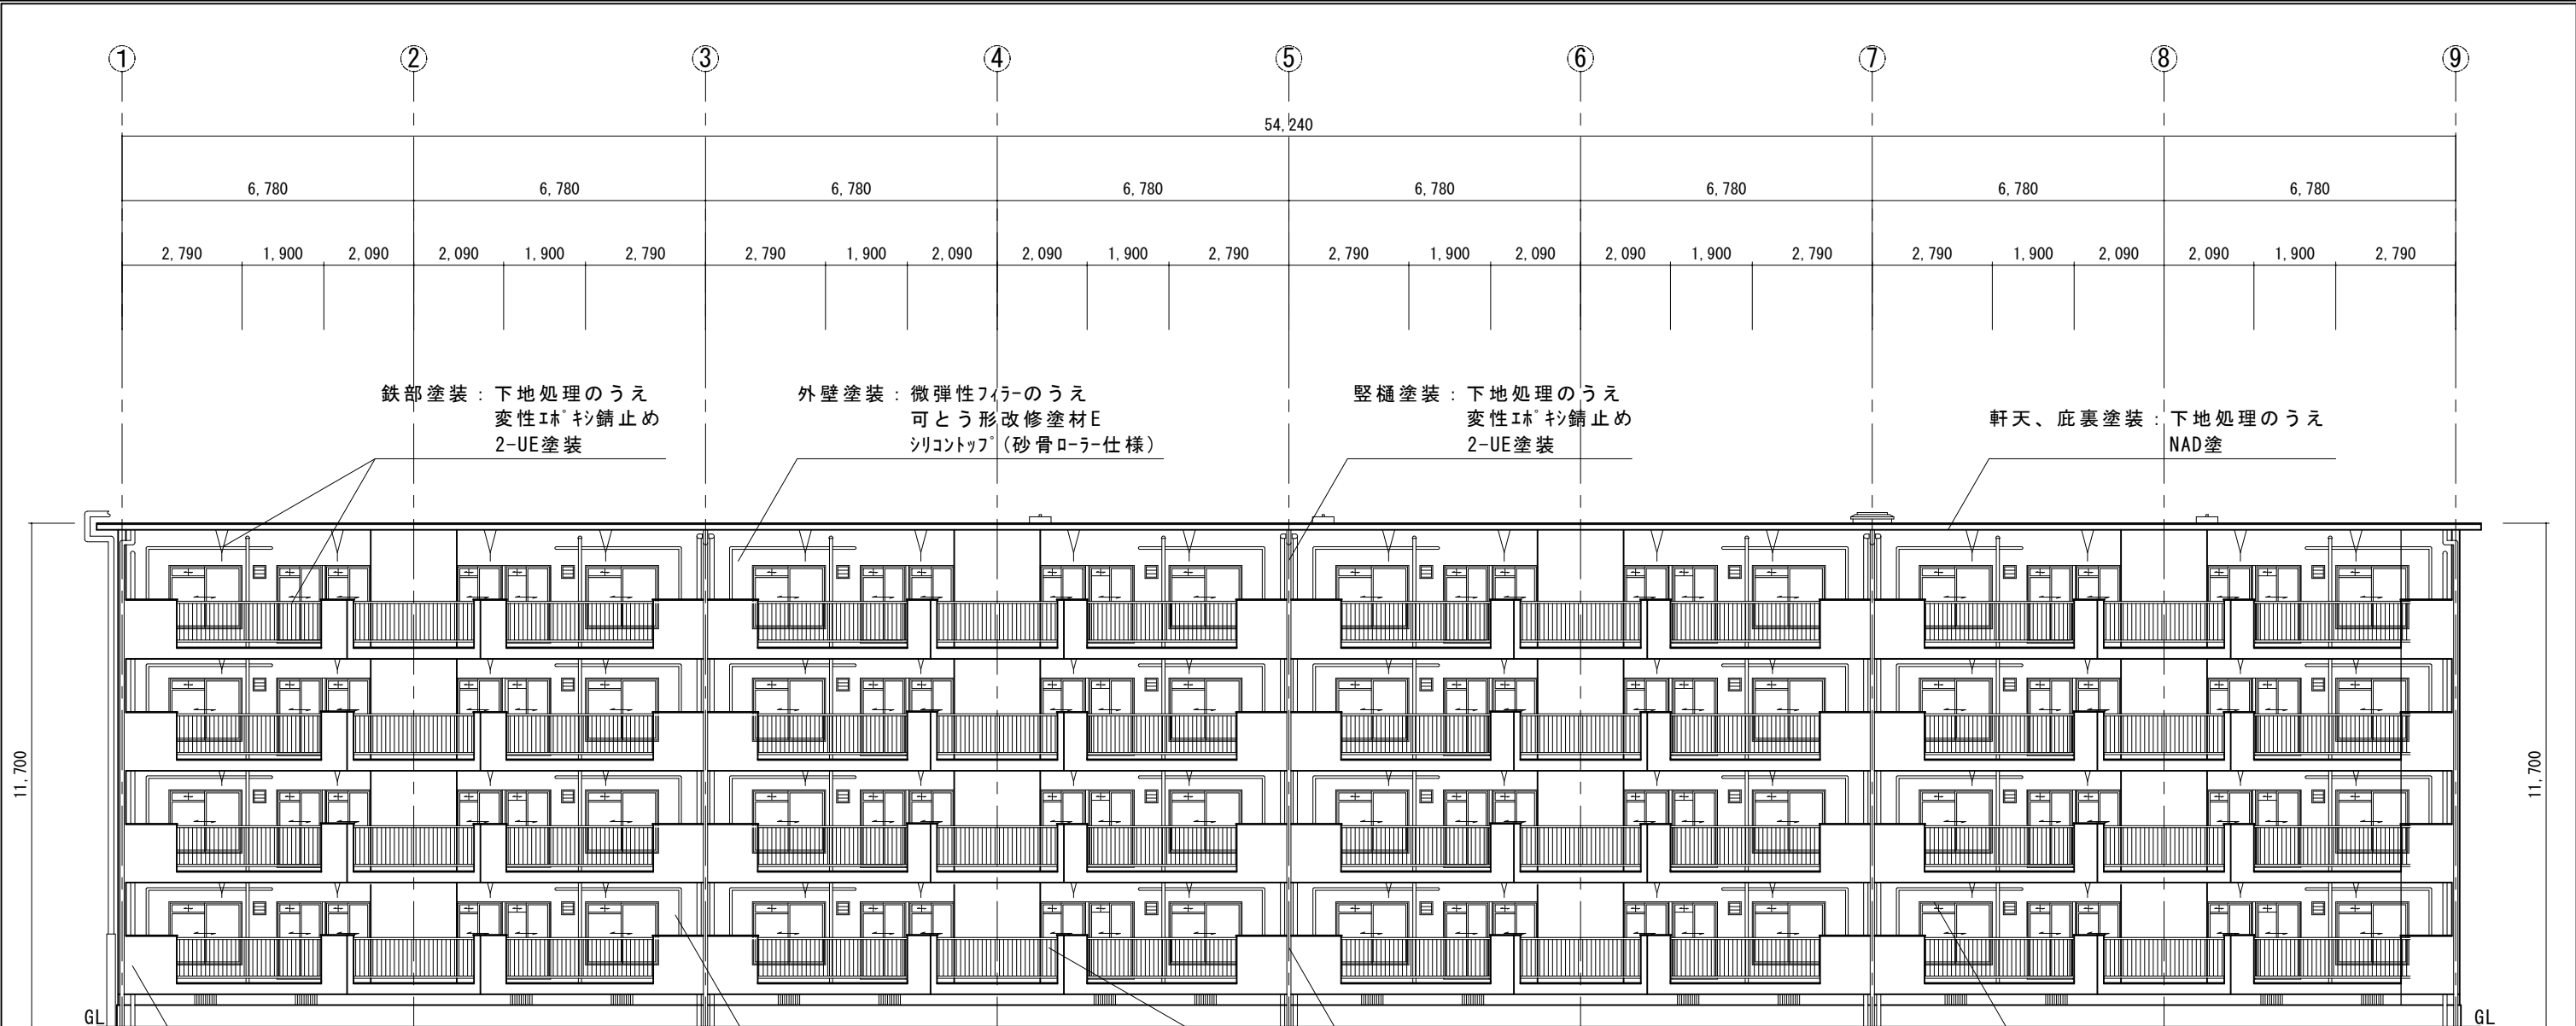 ① ② ③ ④ ⑤ ⑥ ⑦ ⑧ ⑨
54,240
6,780 6,780 6,780 6,780 6,780 6,780 6,780 6,780
2,790 1,900 2,090 2,090 1,900 2,790 2,790 1,900 2,090 2,090 1,900 2,790 2,790 1,900 2,090 2,090 1,900 2,790 2,790 1,900 2,090 2,090 1,900 2,790
鉄部塗装：下地処理のうえ
変性ｴﾎﾟｷｼ錆止め
2-UE塗装
外壁塗装：微弾性ﾌｨﾗｰのうえ
可とう形改修塗材E
ｼﾘｺﾝﾄｯﾌﾟ(砂骨ﾛｰﾗｰ仕様)
竪樋塗装：下地処理のうえ
変性ｴﾎﾟｷｼ錆止め
2-UE塗装
軒天、庇裏塗装：下地処理のうえ
NAD塗
11,700
11,700
GL
GL